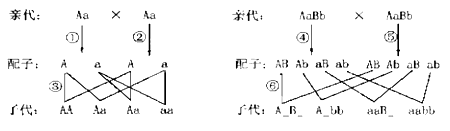 亲代: Aa × Aa 亲代: AaBb × AaBB
① ② ④ ⑤
配子: A a A a 配子: AB Ab aB ab AB Ab aB ab
③ ⑥
子代: AA Aa Aa aa 子代: A_B_ A_bb aaB_ aabb